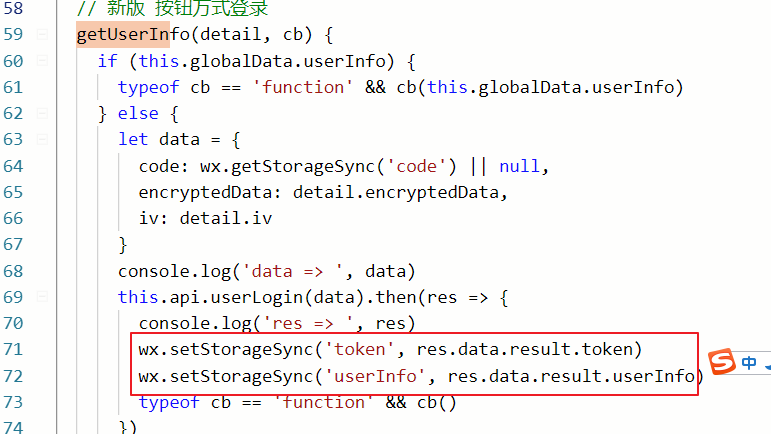 58 // 新版 按钮方式登录
59 getUserInfo(detail, cb) {
60 if (this.globalData.userInfo) {
61 typeof cb == 'function' && cb(this.globalData.userInfo)
62 } else {
63 let data = {
64 code: wx.getStorageSync('code') || null,
65 encryptedData: detail.encryptedData,
66 iv: detail.iv
67 }
68 console.log('data => ', data)
69 this.api.userLogin(data).then(res => {
70 console.log('res => ', res)
71 wx.setStorageSync('token', res.data.result.token)
72 wx.setStorageSync('userInfo', res.data.result.userInfo)
S 中
73 typeof cb == 'function' && cb()
74 })